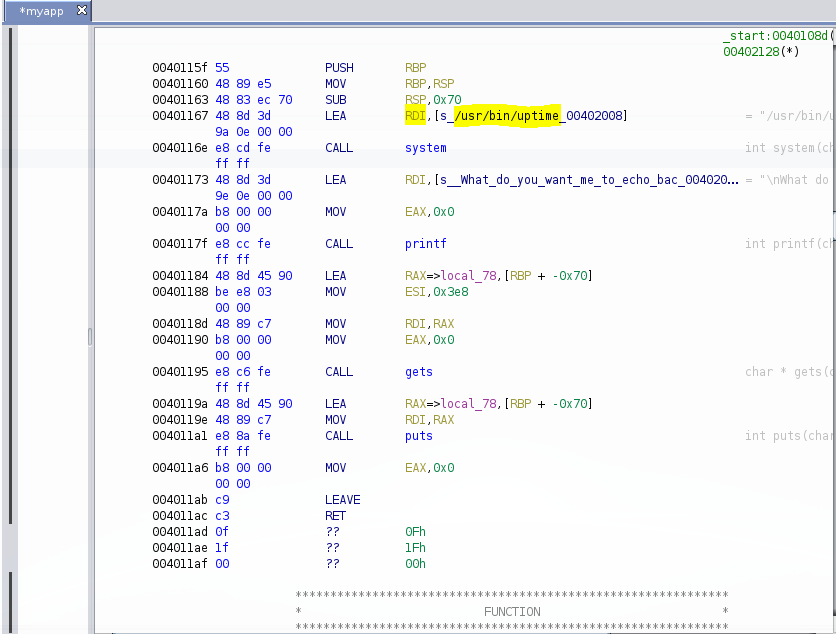 *myapp
_start:0040108d(
00402128(*)
0040115f 55 PUSH RBP
00401160 48 89 e5 MOV RBP,RSP
00401163 48 83 ec 70 SUB RSP,0x70
00401167 48 8d 3d LEA RDI,[s_/usr/bin/uptime_00402008] = "/usr/bin/u
9a 0e 00 00
0040116e e8 cd fe CALL system int system(ch
ff ff
00401173 48 8d 3d LEA RDI,[s__What_do_you_want_me_to_echo_bac_004020... = "\nWhat do
9e 0e 00 00
0040117a b8 00 00 MOV EAX,0x0
00 00
0040117f e8 cc fe CALL printf int printf(ch
ff ff
00401184 48 8d 45 90 LEA RAX=>local_78,[RBP + -0x70]
00401188 be e8 03 MOV ESI,0x3e8
00 00
0040118d 48 89 c7 MOV RDI,RAX
00401190 b8 00 00 MOV EAX,0x0
00 00
00401195 e8 c6 fe CALL gets char * gets(c
ff ff
0040119a 48 8d 45 90 LEA RAX=>local_78,[RBP + -0x70]
0040119e 48 89 c7 MOV RDI,RAX
004011a1 e8 8a fe CALL puts int puts(char
ff ff
004011a6 b8 00 00 MOV EAX,0x0
00 00
004011ab c9 LEAVE
004011ac c3 RET
004011ad 0f ?? 0Fh
004011ae 1f ?? 1Fh
004011af 00 ?? 00h
**************************************************************
* FUNCTION *
**************************************************************